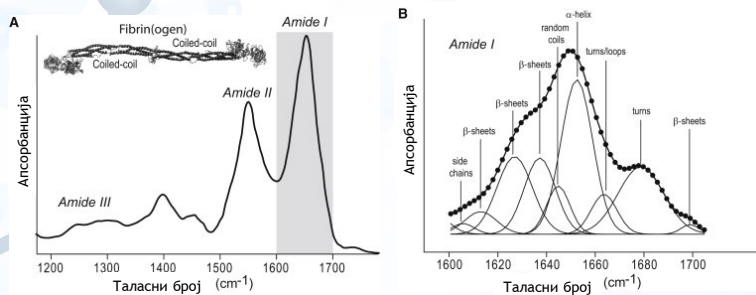 A
Fibrin(ogen)
Coiled-coil
Coiled-coil
Amide I
Amide II
Amide III
Апсорбанција
1200
1300
1400
1500
1600
1700
Таласни број (cm-1)
B
Amide I
α-helix
random
coils
turns/loops
β-sheets
β-sheets
turns
β-sheets
β-sheets
side
chains
Апсорбанција
1600
1620
1640
1660
1680
1700
Таласни број (cm-1)